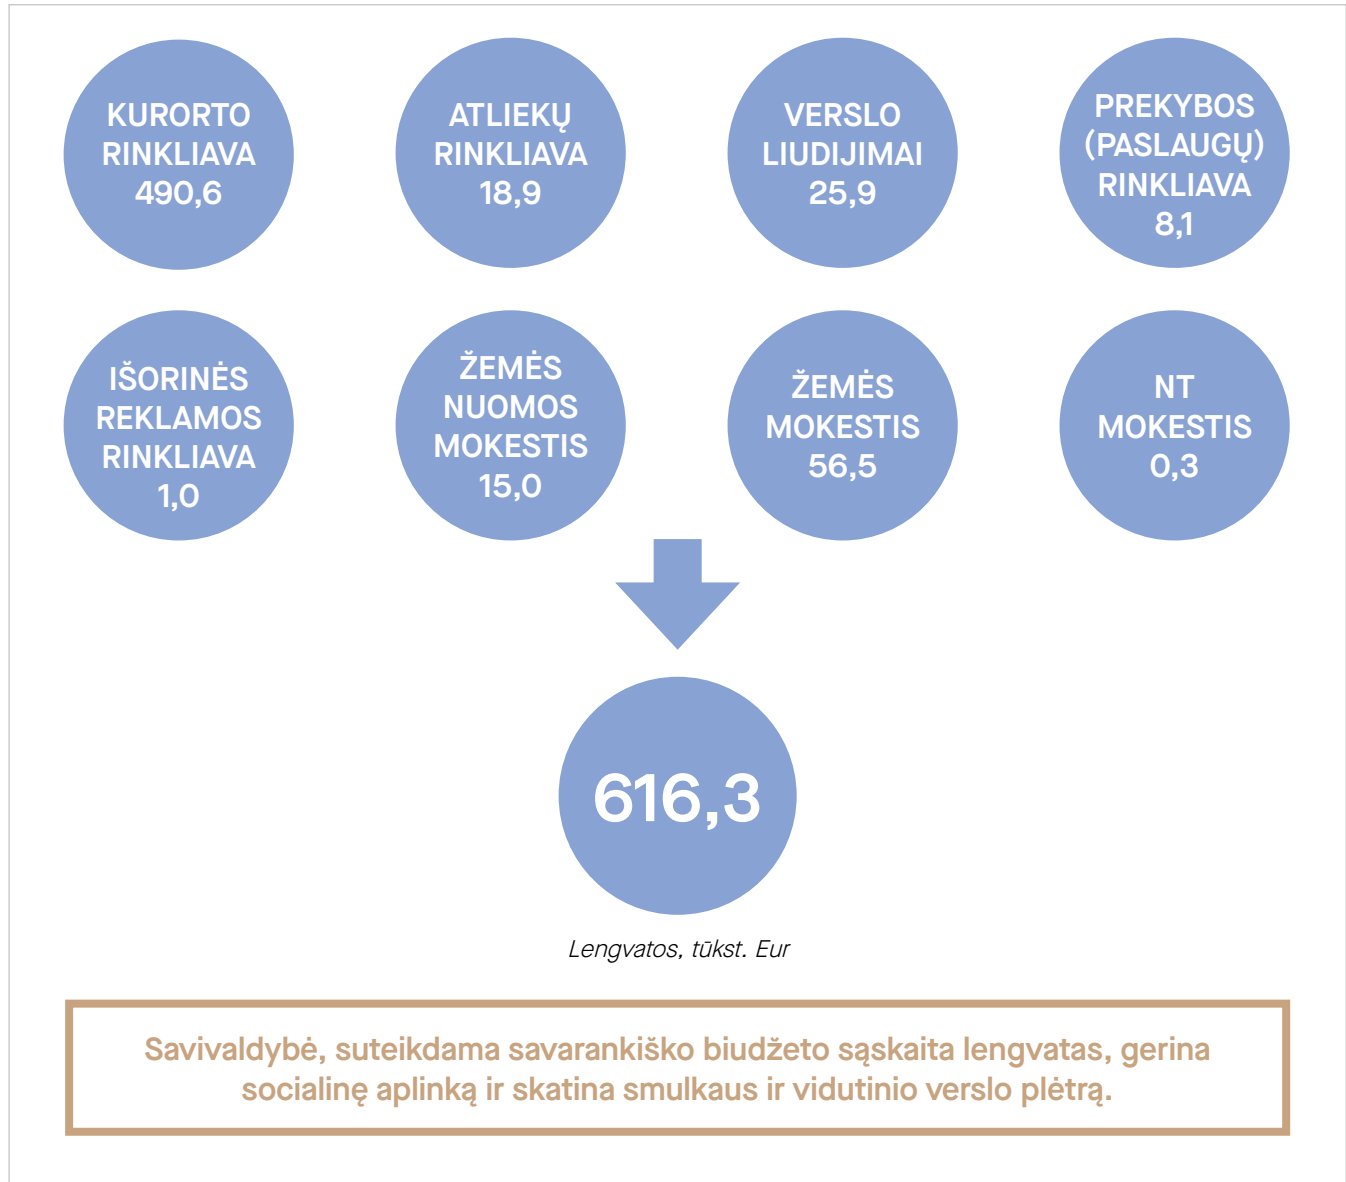 KURORTO
RINKLIAVA
490,6
ATLIEKŲ
RINKLIAVA
18,9
VERSLO
LIUDIJIMAI
25,9
PREKYBOS
(PASLAUGŲ)
RINKLIAVA
8,1
IŠORINĖS
REKLAMOS
RINKLIAVA
1,0
ŽEMĖS
NUOMOS
MOKESTIS
15,0
ŽEMĖS
MOKESTIS
56,5
NT
MOKESTIS
0,3
616,3
Lengvatos, tūkst. Eur
Savivaldybė, suteikdama savarankiško biudžeto sąskaita lengvatas, gerina
socialinę aplinką ir skatina smulkaus ir vidutinio verslo plėtrą.